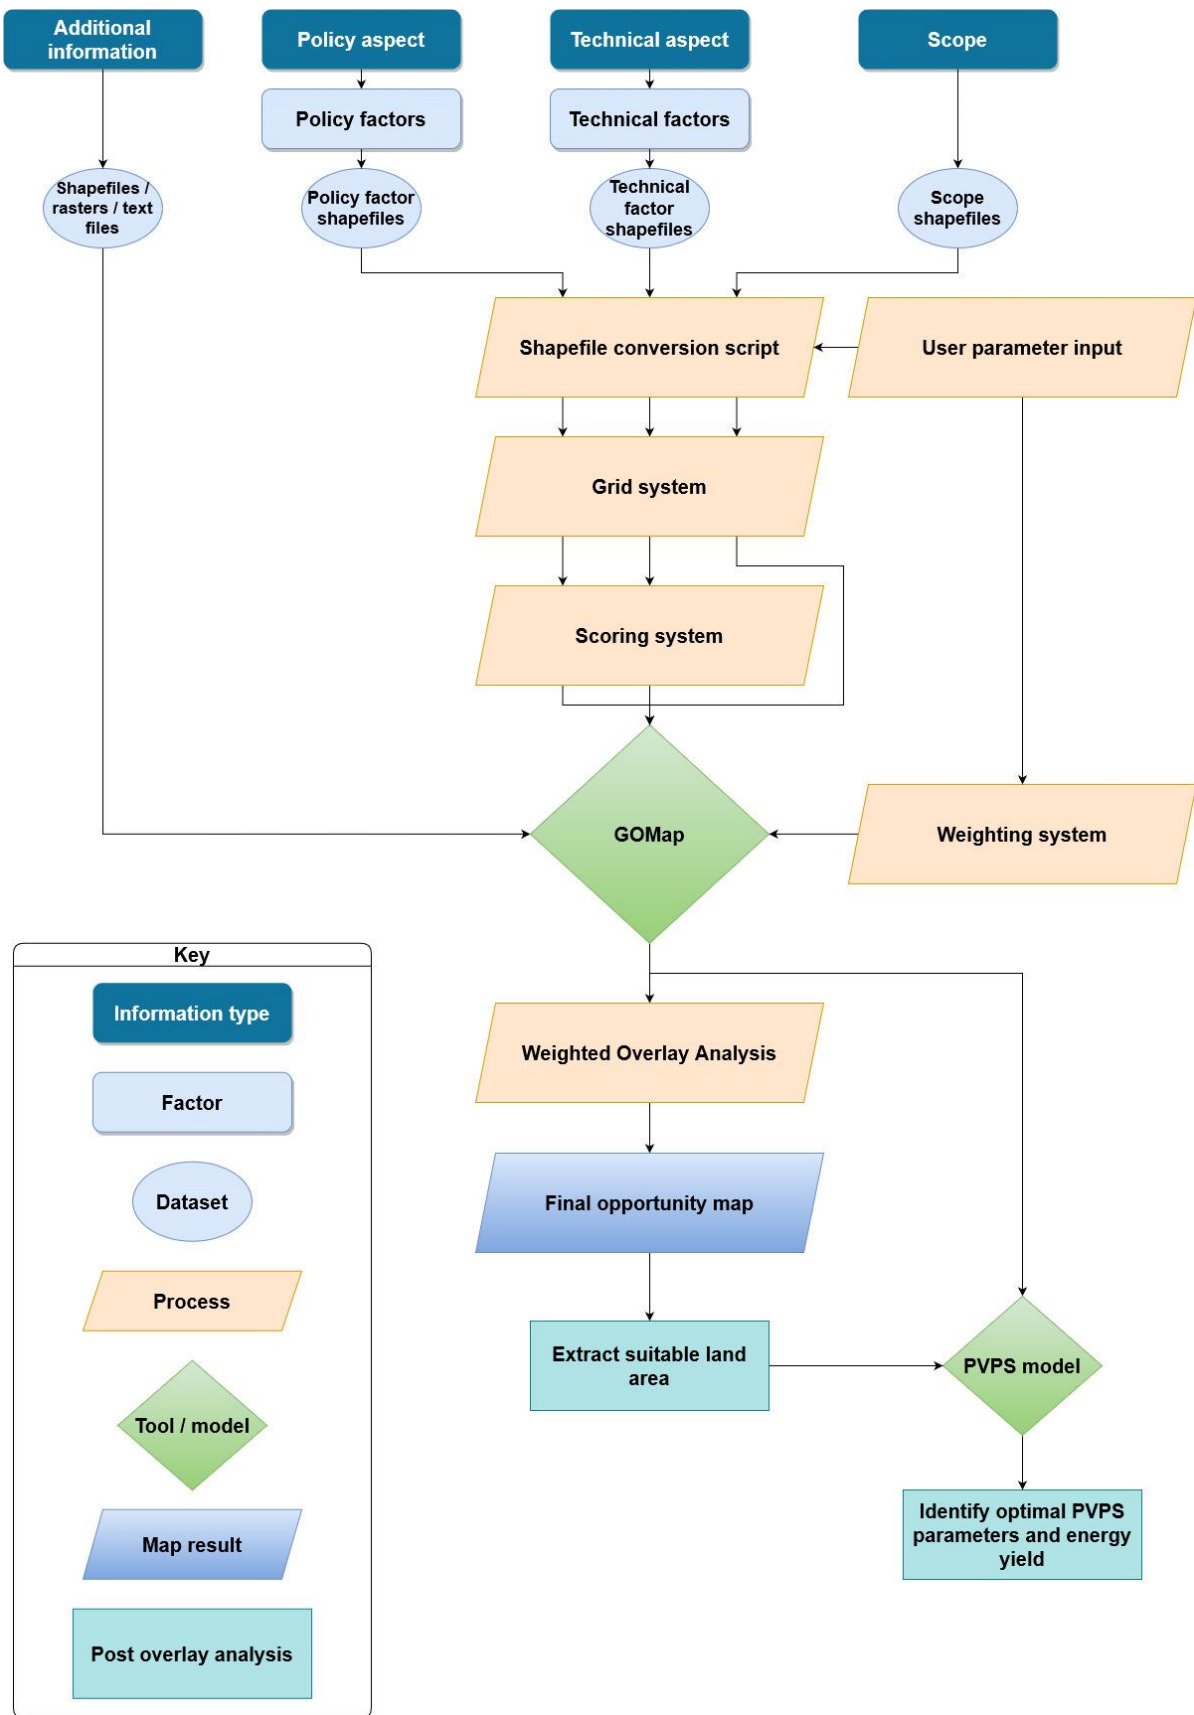 Additional
information
Policy aspect
Technical aspect
Scope
Policy factors
Technical factors
Shapefiles /
rasters / text
files
Policy factor
shapefiles
Technical
factor
shapefiles
Scope
shapefiles
Shapefile conversion script
User parameter input
Grid system
Scoring system
GOMap
Weighting system
Key
Information type
Factor
Dataset
Process
Tool / model
Map result
Post overlay analysis
Weighted Overlay Analysis
Final opportunity map
Extract suitable land
area
PVPS model
Identify optimal PVPS
parameters and energy
yield